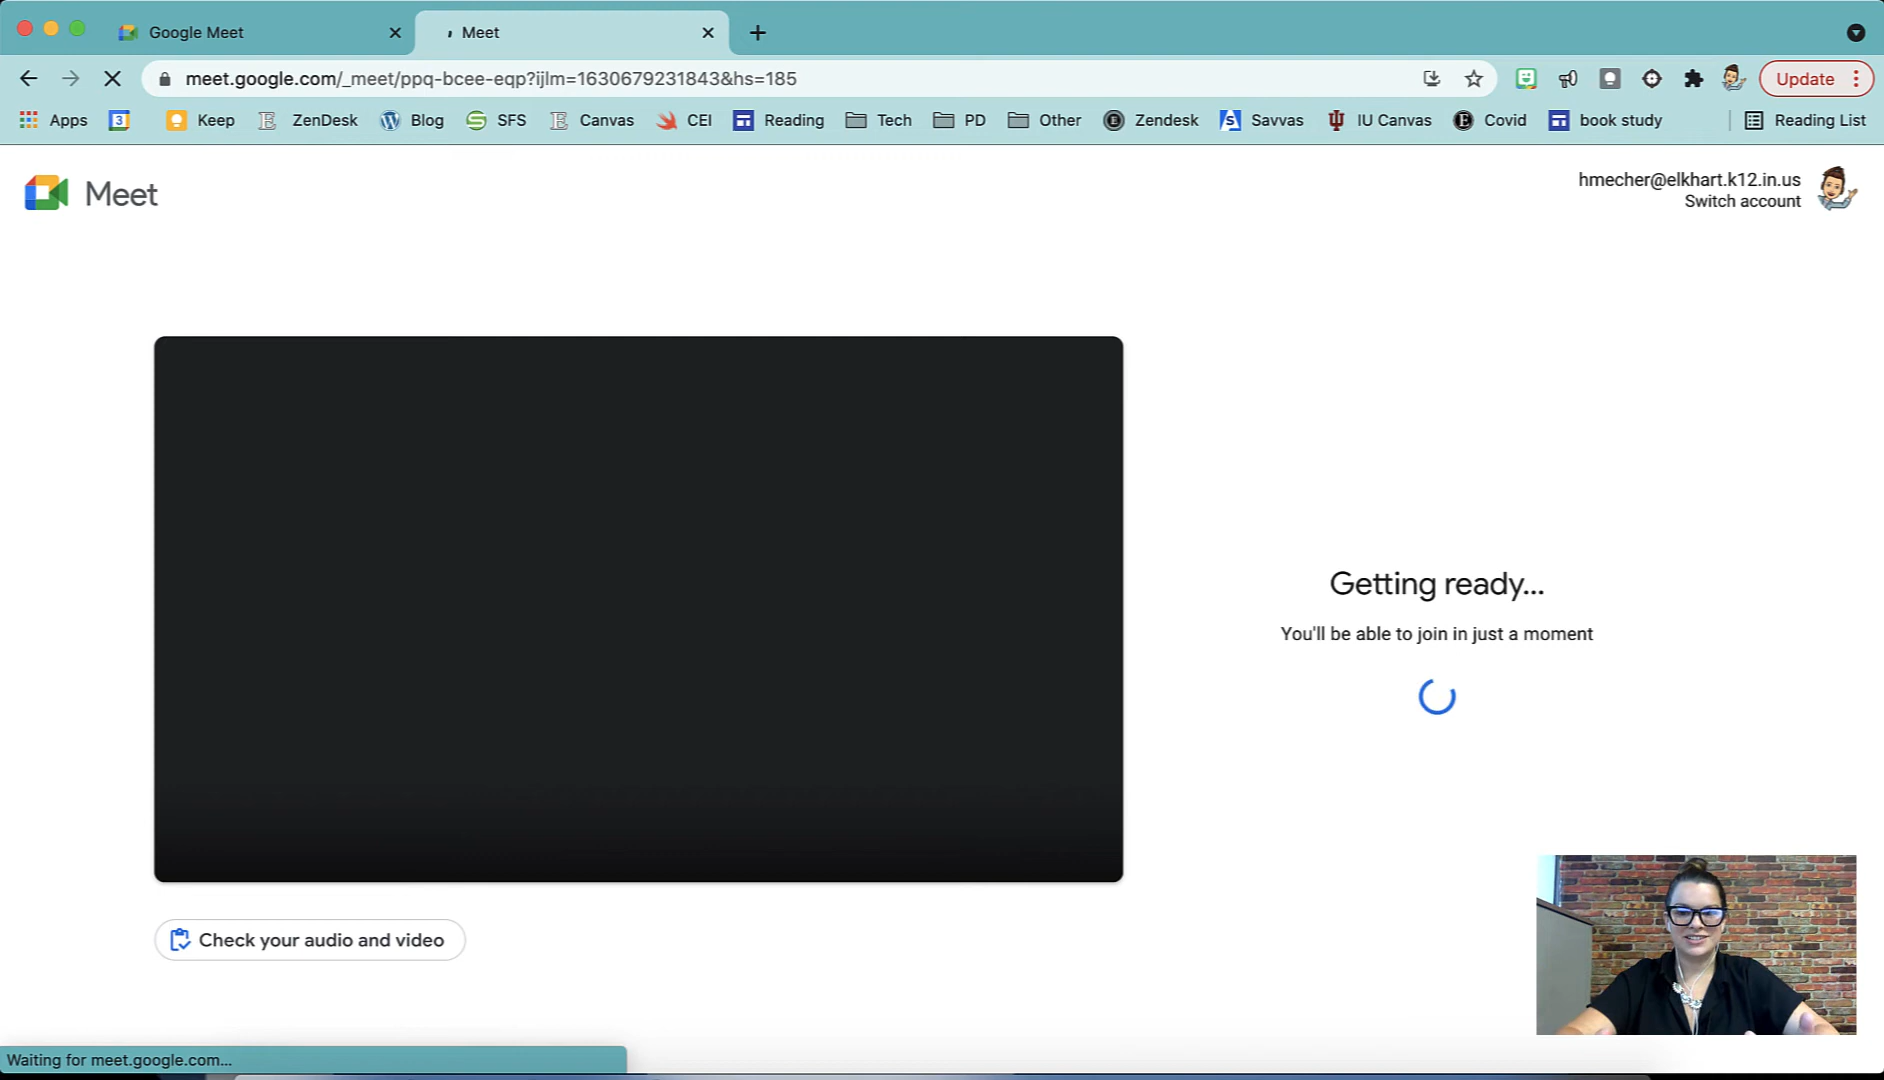 Google Meet
Meet
meet.google.com/_meet/ppq-bcee-eqp?ijlm=1630679231843&hs=185
Update
Apps 3 Keep ZenDesk Blog SFS Canvas CEI Reading Tech PD Other Zendesk Savvas IU Canvas Covid book study Reading List
Meet
hmecher@elkhart.k12.in.us
Switch account
Getting ready...
You'll be able to join in just a moment
Check your audio and video
Waiting for meet.google.com...